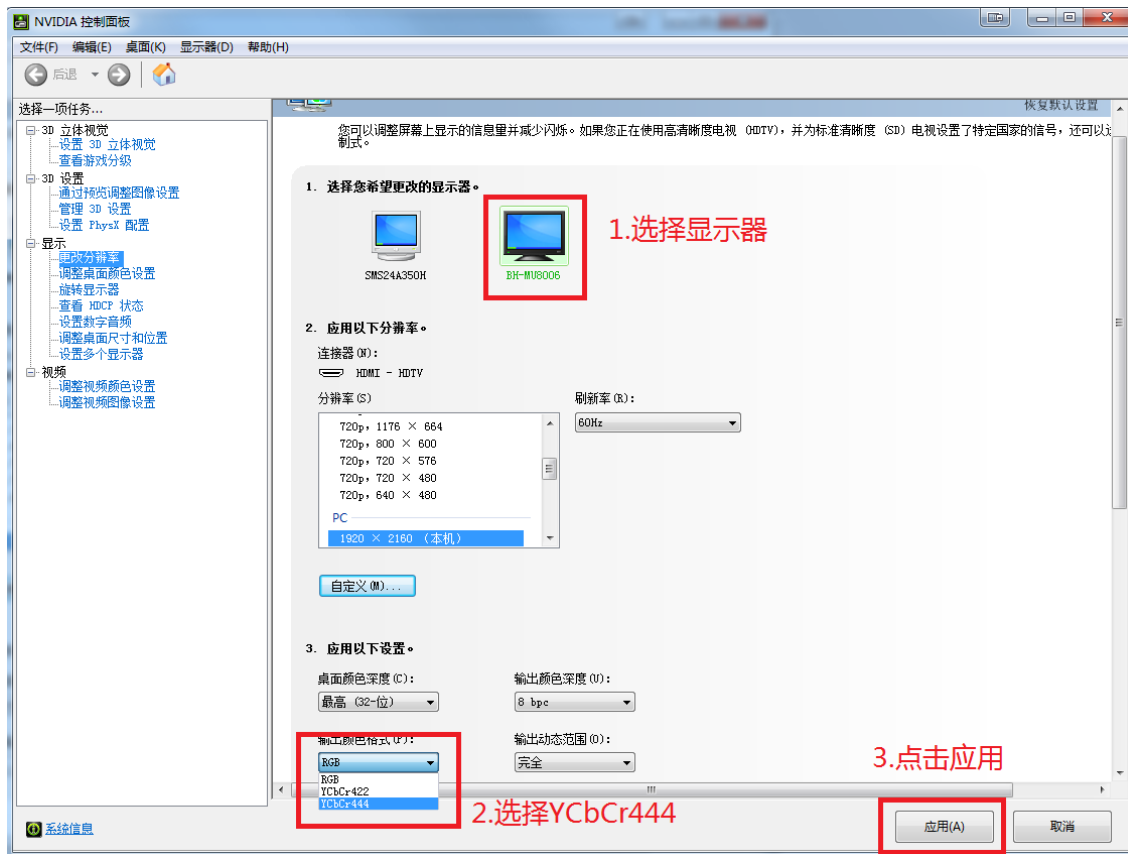 NVIDIA 控制面板
文件(F) 编辑(E) 桌面(K) 显示器(D) 帮助(H)
后退
选择一项任务...
3D 立体视觉
设置 3D 立体视觉
查看游戏分级
3D 设置
通过预览调整图像设置
管理 3D 设置
设置 PhysX 配置
显示
更改分辨率
调整桌面颜色设置
旋转显示器
查看 HDCP 状态
设置数字音频
调整桌面尺寸和位置
设置多个显示器
视频
调整视频颜色设置
调整视频图像设置
系统信息
恢复默认设置
您可以调整屏幕上显示的信息里并减少闪烁。如果您正在使用高清晰度电视 (HDTV)，并为标准清晰度 (SD) 电视设置了特定国家的信号，还可以
制式。
1. 选择您希望更改的显示器。
SMS24A350H
BH-MU8006
1.选择显示器
2. 应用以下分辨率。
连接器(N):
HDMI - HDTV
分辨率(S)
刷新率(R):
720p, 1176 × 664
60Hz
720p, 800 × 600
720p, 720 × 576
720p, 720 × 480
720p, 640 × 480
PC
1920 × 2160 (本机)
自定义(M)...
3. 应用以下设置。
桌面颜色深度(C):
输出颜色深度(U):
最高 (32-位)
8 bpc
输出颜色格式(F):
输出动态范围(O):
RGB
完全
RGB
YCbCr422
YCbCr444
2.选择YCbCr444
3.点击应用
应用(A)
取消